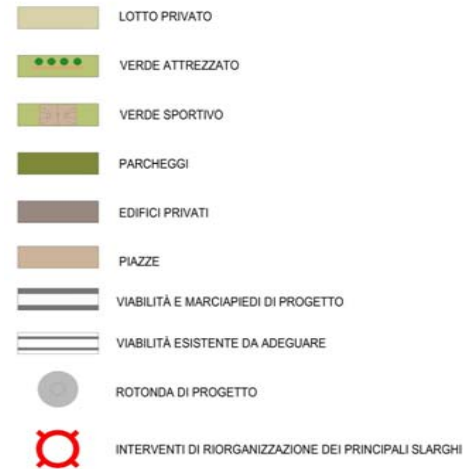 LOTTO PRIVATO
VERDE ATTREZZATO
VERDE SPORTIVO
PARCHEGGI
EDIFICI PRIVATI
PIAZZE
VIABILITÀ E MARCIAPIEDI DI PROGETTO
VIABILITÀ ESISTENTE DA ADEGUARE
ROTONDA DI PROGETTO
INTERVENTI DI RIORGANIZZAZIONE DEI PRINCIPALI SLARGHI